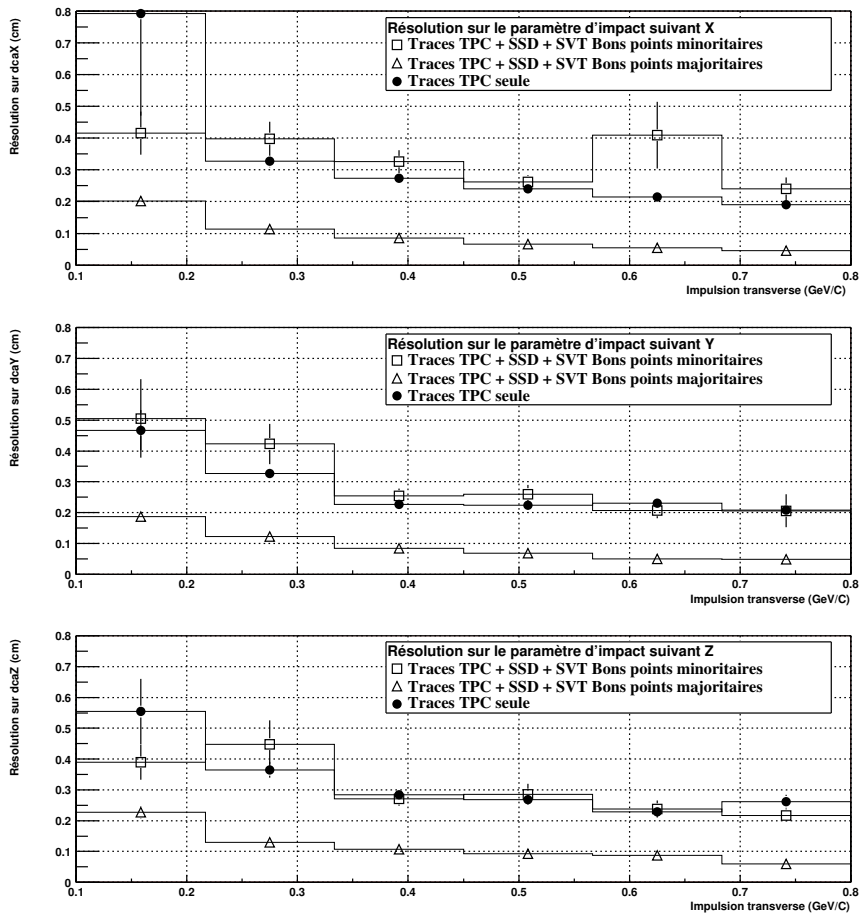 Résolution sur dcaX (cm)
0.8
0.7
0.6
0.5
0.4
0.3
0.2
0.1
0
Résolution sur le paramètre d'impact suivant X
Traces TPC + SSD + SVT Bons points minoritaires
Traces TPC + SSD + SVT Bons points majoritaires
Traces TPC seule
0.1 0.2 0.3 0.4 0.5 0.6 0.7 0.8
Impulsion transverse (GeV/C)
Résolution sur dcaY (cm)
0.8
0.7
0.6
0.5
0.4
0.3
0.2
0.1
0
Résolution sur le paramètre d'impact suivant Y
Traces TPC + SSD + SVT Bons points minoritaires
Traces TPC + SSD + SVT Bons points majoritaires
Traces TPC seule
0.1 0.2 0.3 0.4 0.5 0.6 0.7 0.8
Impulsion transverse (GeV/C)
Résolution sur dcaZ (cm)
0.8
0.7
0.6
0.5
0.4
0.3
0.2
0.1
0
Résolution sur le paramètre d'impact suivant Z
Traces TPC + SSD + SVT Bons points minoritaires
Traces TPC + SSD + SVT Bons points majoritaires
Traces TPC seule
0.1 0.2 0.3 0.4 0.5 0.6 0.7 0.8
Impulsion transverse (GeV/C)